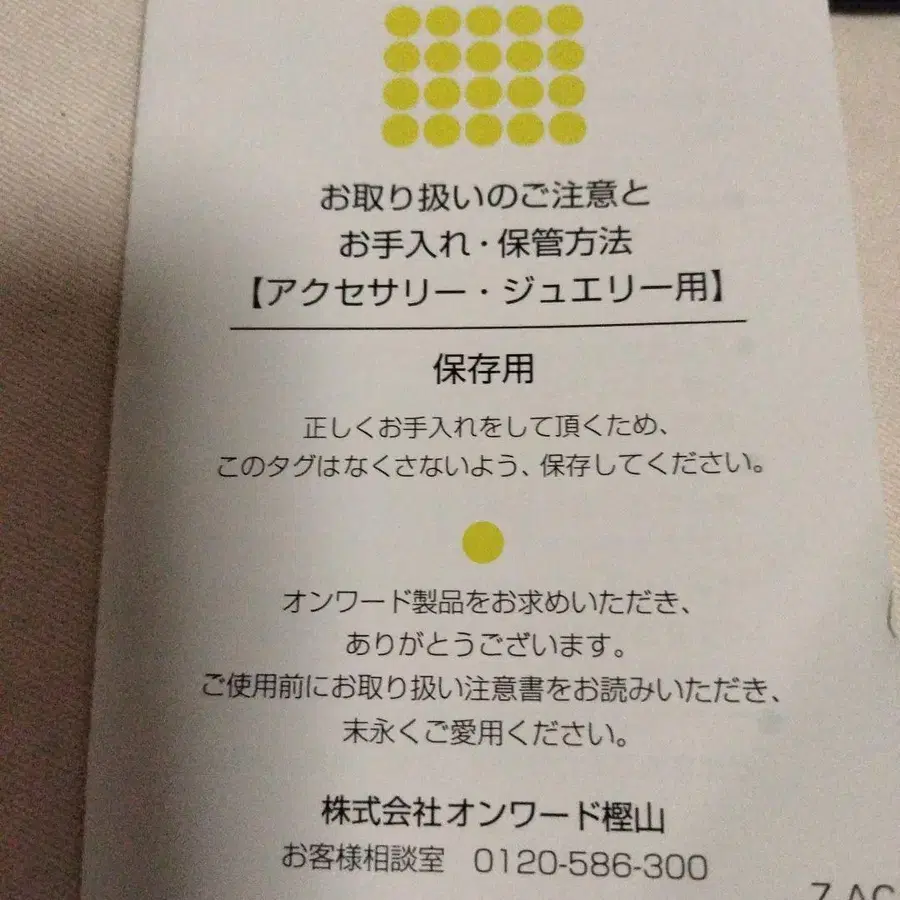 お取り扱いのご注意と
お手入れ・保管方法
【アクセサリー・ジュエリー用】
保存用
正しくお手入れをして頂くため、
このタグはなくさないよう、保存してください。
オンワード製品をお求めいただき、
ありがとうございます。
ご使用前にお取り扱い注意書をお読みいただき、
末永くご愛用ください。
株式会社オンワード樫山
お客様相談室 0120-586-300